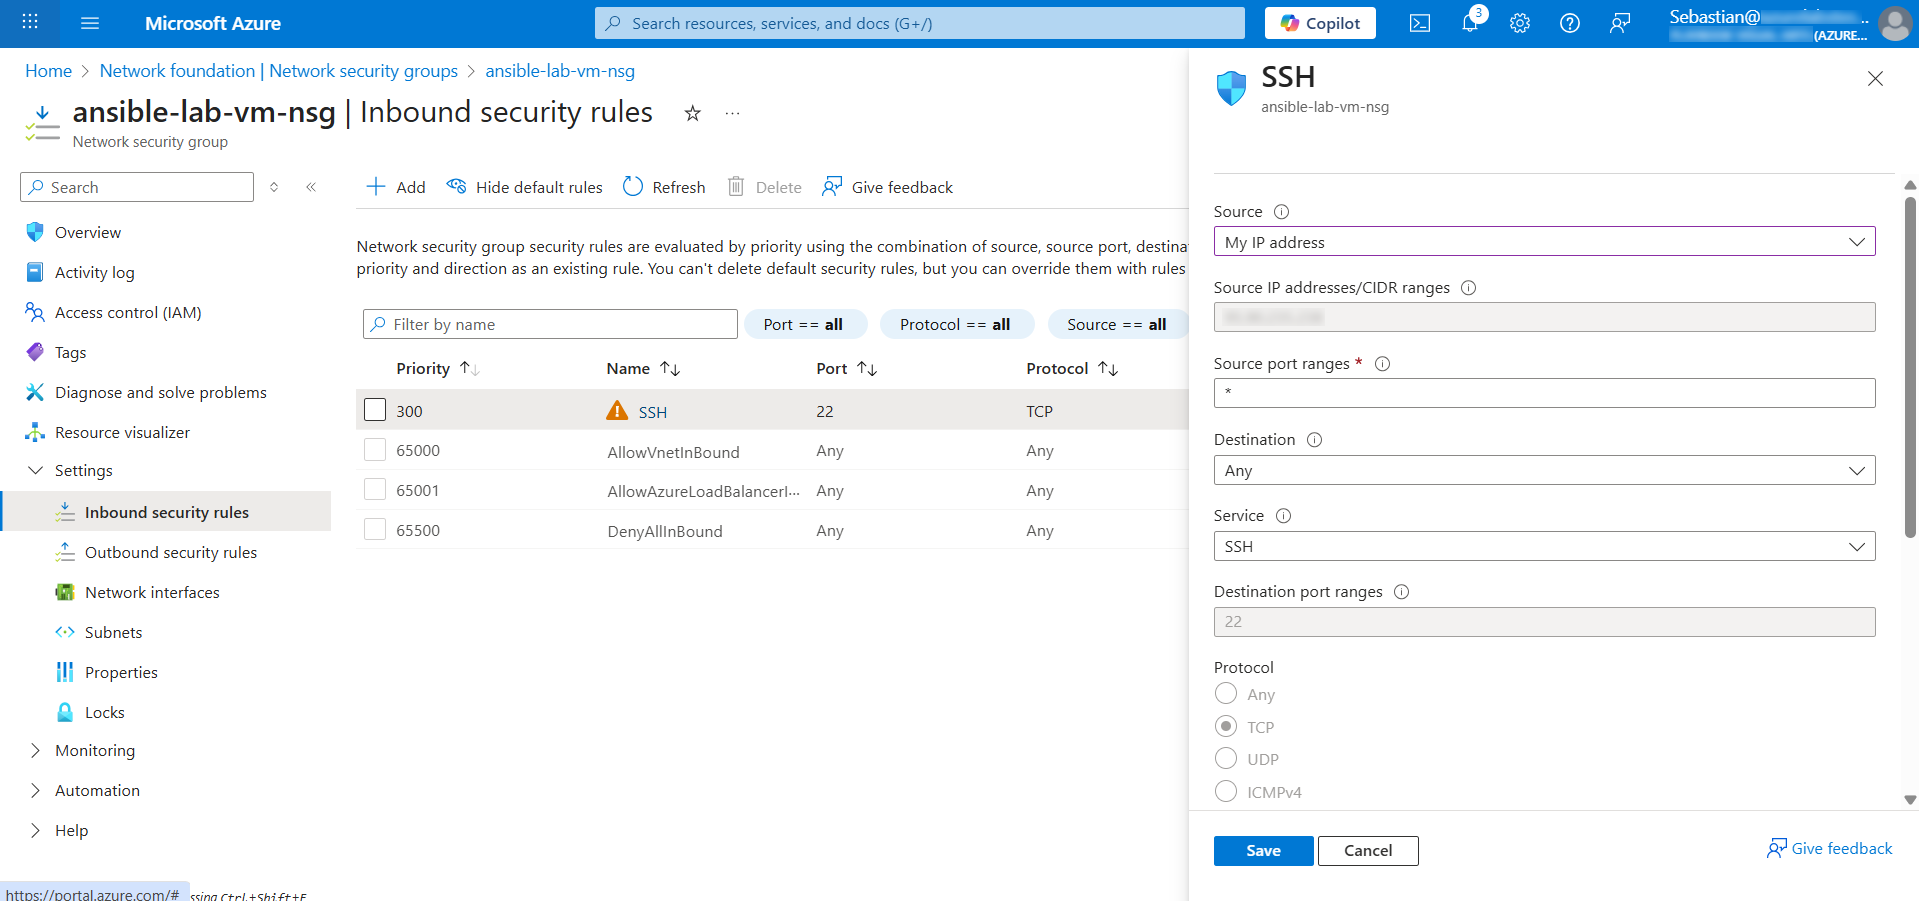 Microsoft Azure
Search resources, services, and docs (G+/)
Copilot
3
Sebastian@
(AZURE...
Home > Network foundation | Network security groups > ansible-lab-vm-nsg
ansible-lab-vm-nsg | Inbound security rules
Network security group
Search
Overview
Activity log
Access control (IAM)
Tags
Diagnose and solve problems
Resource visualizer
Settings
Inbound security rules
Outbound security rules
Network interfaces
Subnets
Properties
Locks
Monitoring
Automation
Help
https://portal.azure.com/#
Ctrl+Shift+F
Add Hide default rules Refresh Delete Give feedback
Network security group security rules are evaluated by priority using the combination of source, source port, destina
priority and direction as an existing rule. You can't delete default security rules, but you can override them with rules
Filter by name Port == all Protocol == all Source == all
Priority Name Port Protocol
300 SSH 22 TCP
65000 AllowVnetInBound Any Any
65001 AllowAzureLoadBalancerI... Any Any
65500 DenyAllInBound Any Any
SSH
ansible-lab-vm-nsg
Source
My IP address
Source IP addresses/CIDR ranges
Source port ranges *
*
Destination
Any
Service
SSH
Destination port ranges
22
Protocol
Any
TCP
UDP
ICMPv4
Save Cancel
Give feedback